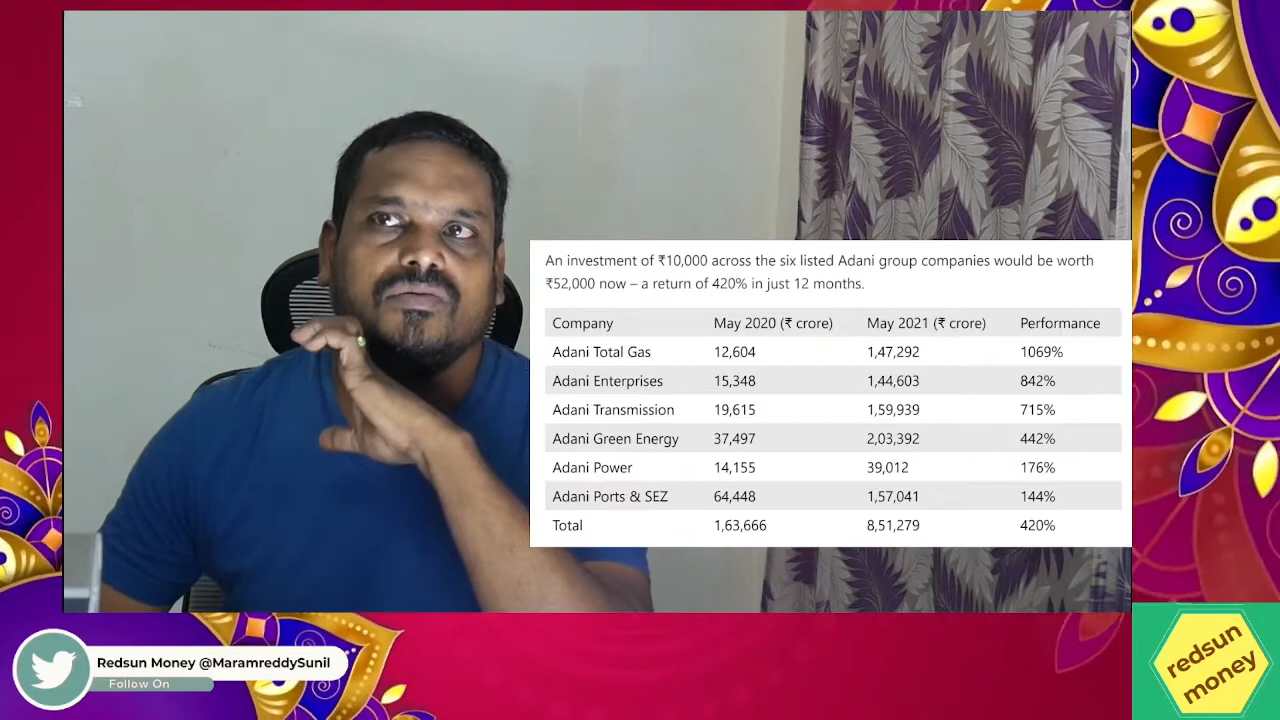 An investment of ₹10,000 across the six listed Adani group companies would be worth
₹52,000 now – a return of 420% in just 12 months.
Company May 2020 (₹ crore) May 2021 (₹ crore) Performance
Adani Total Gas 12,604 1,47,292 1069%
Adani Enterprises 15,348 1,44,603 842%
Adani Transmission 19,615 1,59,939 715%
Adani Green Energy 37,497 2,03,392 442%
Adani Power 14,155 39,012 176%
Adani Ports & SEZ 64,448 1,57,041 144%
Total 1,63,666 8,51,279 420%
Redsun Money @MaramreddySunil
Follow On
redsun
money